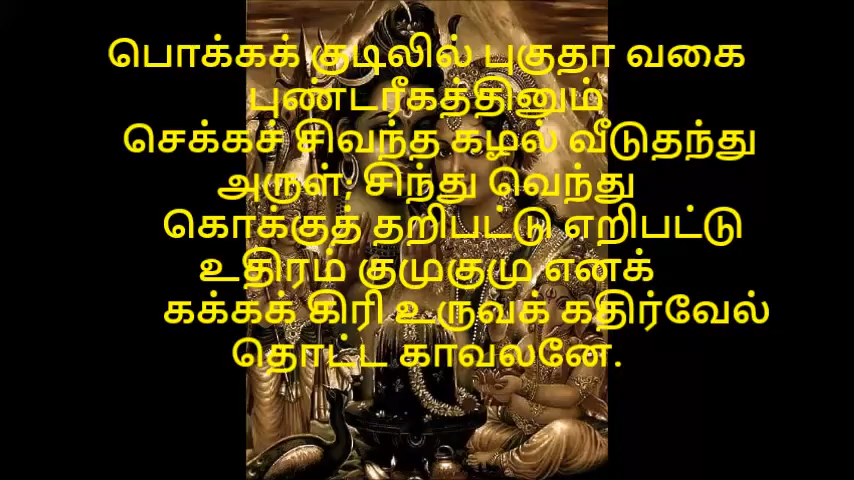 பொக்கக் குடிலில் புகுதா வகை
புண்டரீகத்தினும்
செக்கச் சிவந்த கழல் வீடுதந்து
அருள்; சிந்து வெந்து
கொக்குத் தறிபட்டு எறிபட்டு
உதிரம் குமுகுமு எனக்
கக்கக் கிரி உருவக் கதிர்வேல்
தொட்ட காவலனே.